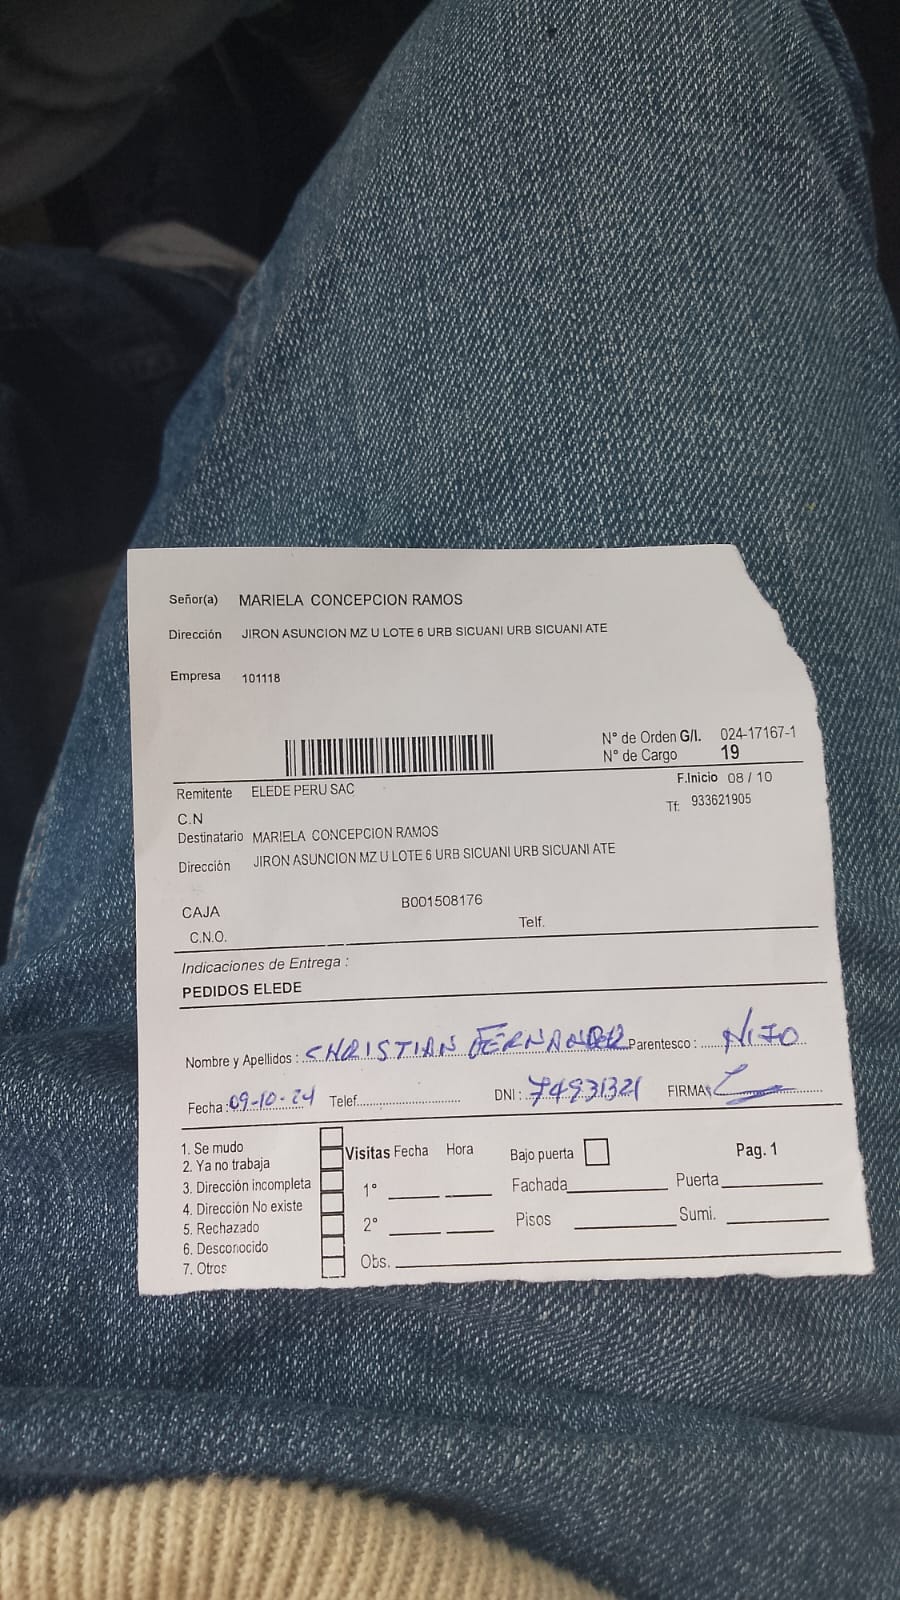 Señor(a) MARIELA CONCEPCION RAMOS
Dirección JIRON ASUNCION MZ U LOTE 6 URB SICUANI URB SICUANI ATE
Empresa 101118
N° de Orden G/I. 024-17167-1
N° de Cargo 19
F.Inicio 08 / 10
Remitente ELEDE PERU SAC
Tf: 933621905
C.N
Destinatario MARIELA CONCEPCION RAMOS
Dirección JIRON ASUNCION MZ U LOTE 6 URB SICUANI URB SICUANI ATE
CAJA B001508176
C.N.O. Telf.
Indicaciones de Entrega :
PEDIDOS ELEDE
Nombre y Apellidos : CHRISTIAN FERNANDER Parentesco : HIJO
Fecha : 09-10-24 Telef. DNI : 74931321 FIRMA
1. Se mudo
2. Ya no trabaja
3. Dirección incompleta
4. Dirección No existe
5. Rechazado
6. Desconocido
7. Otros
Visitas Fecha Hora Bajo puerta Pag. 1
1° Fachada Puerta
2° Pisos Sumi.
Obs.